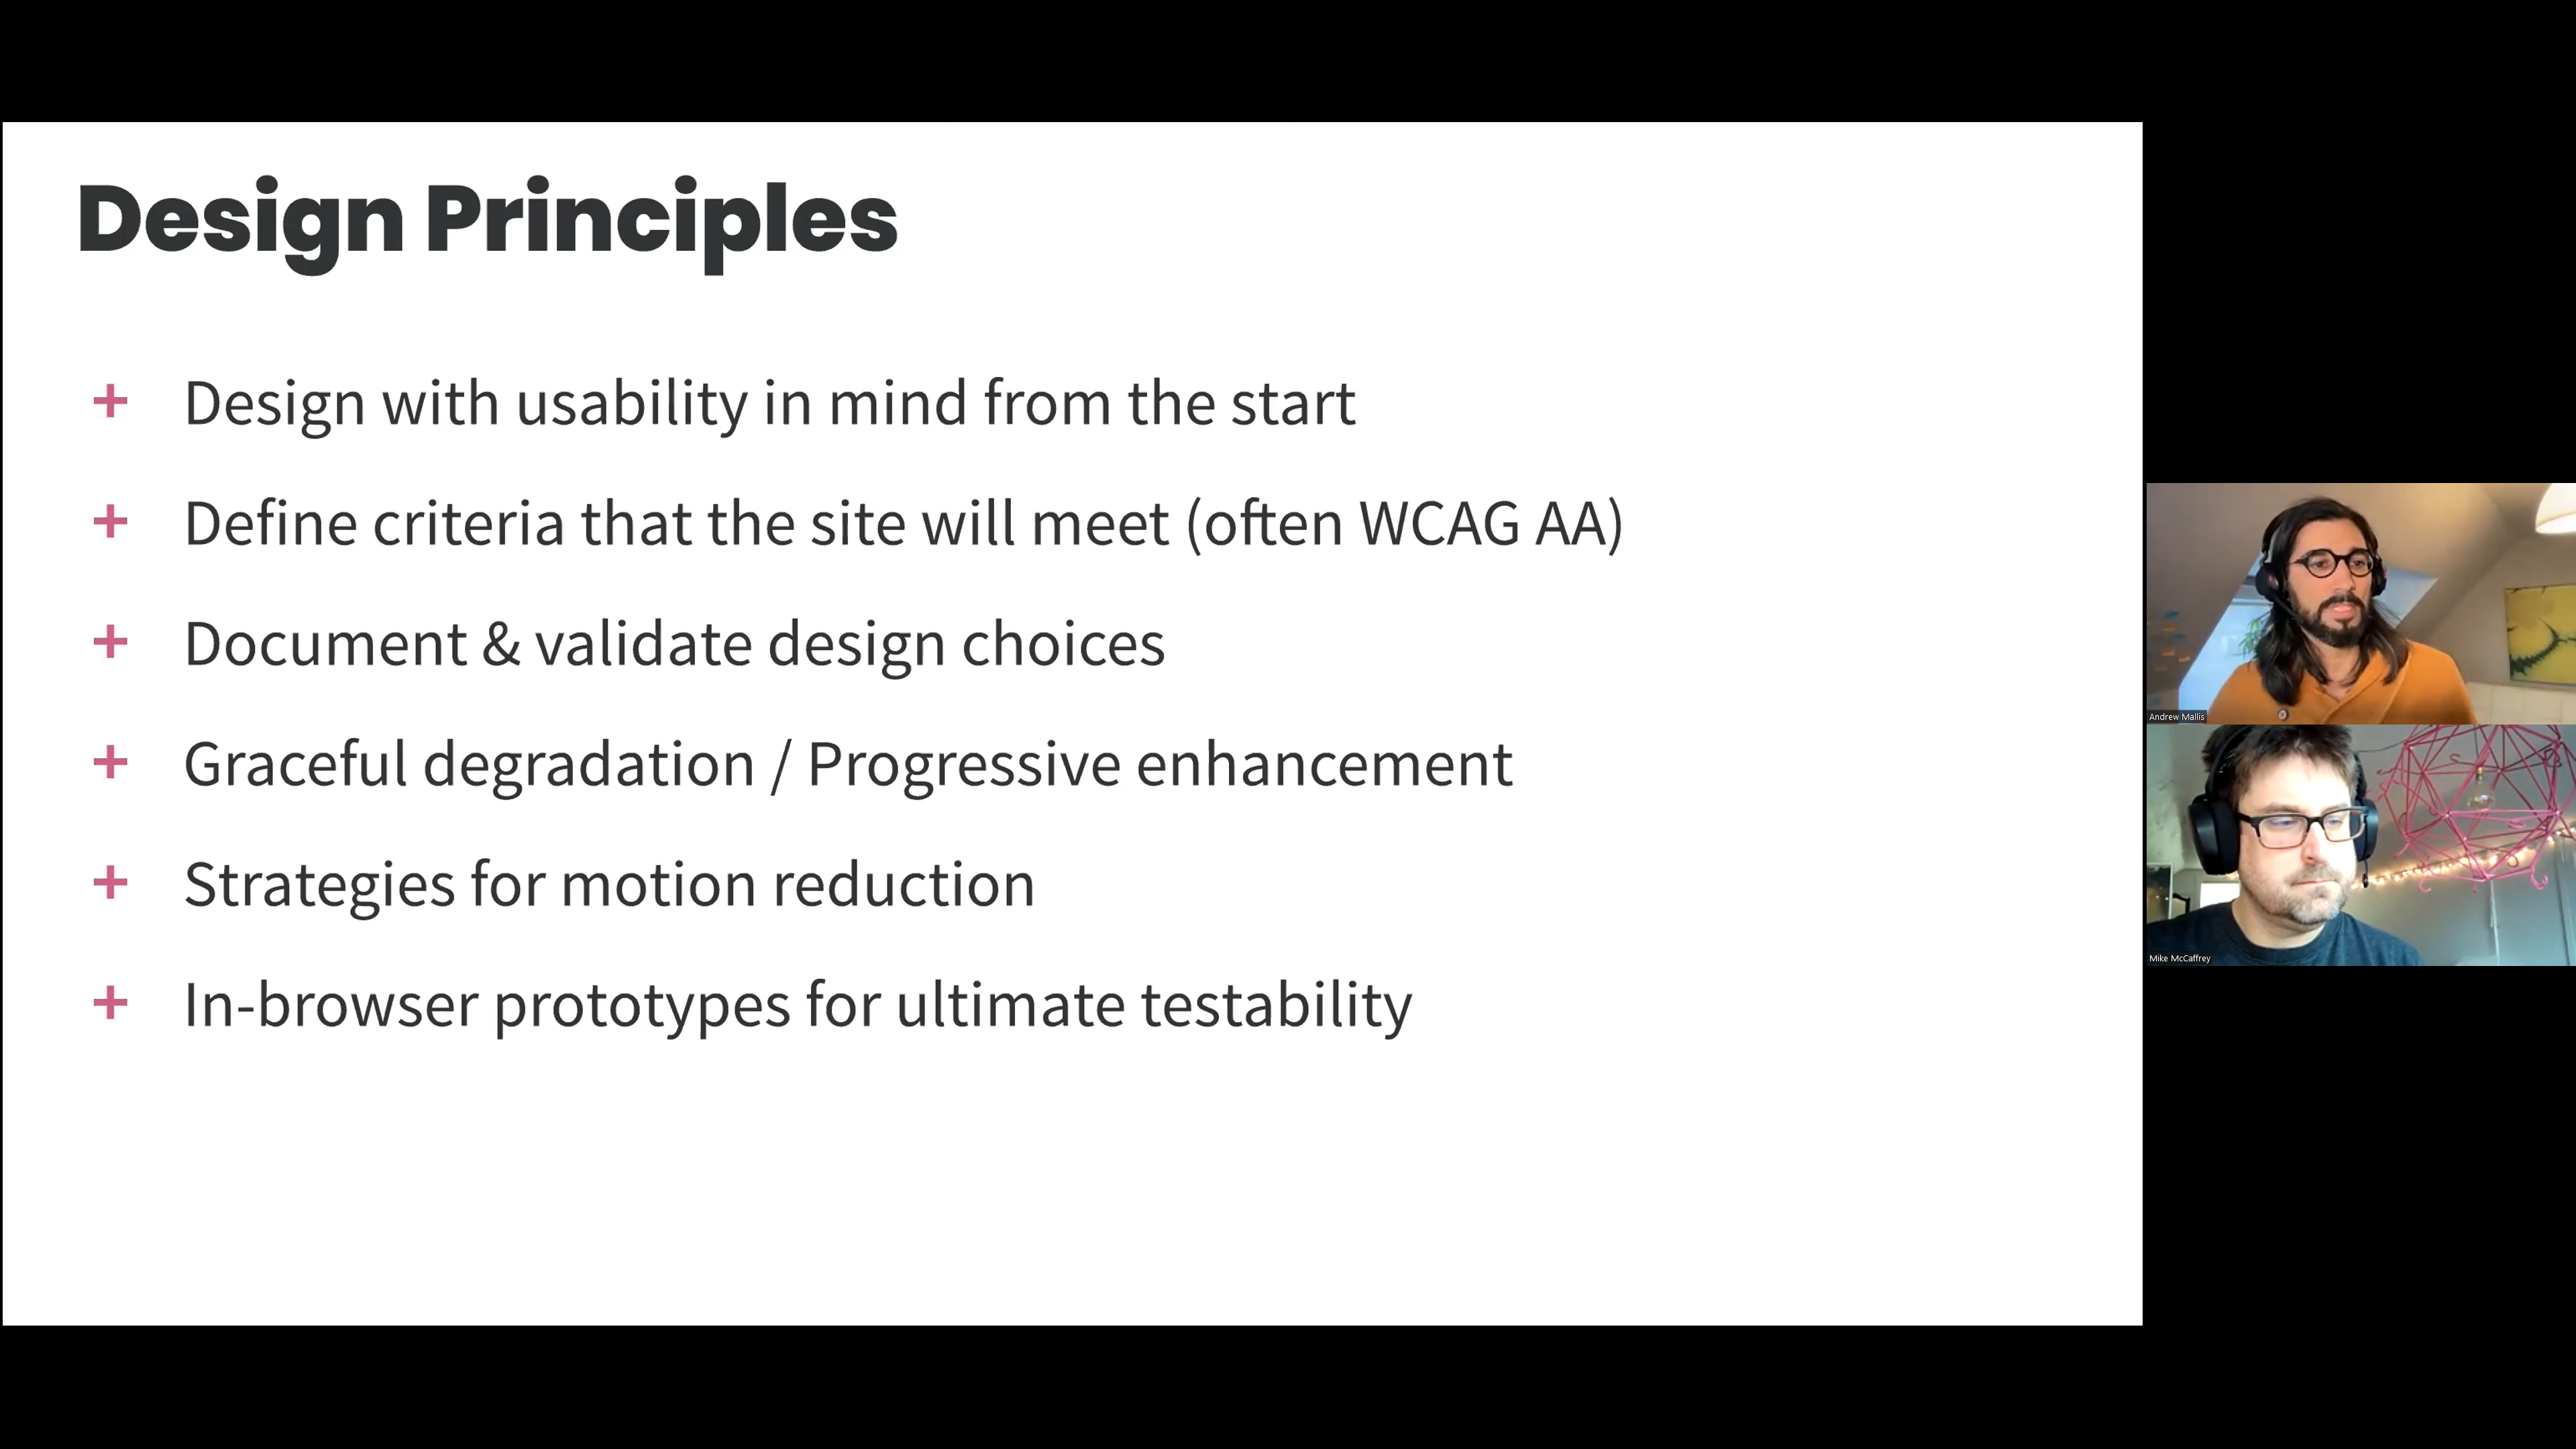 Design Principles
+ Design with usability in mind from the start
+ Define criteria that the site will meet (often WCAG AA)
+ Document & validate design choices
+ Graceful degradation / Progressive enhancement
+ Strategies for motion reduction
+ In-browser prototypes for ultimate testability
Andrew Mallis
Mike McCaffrey